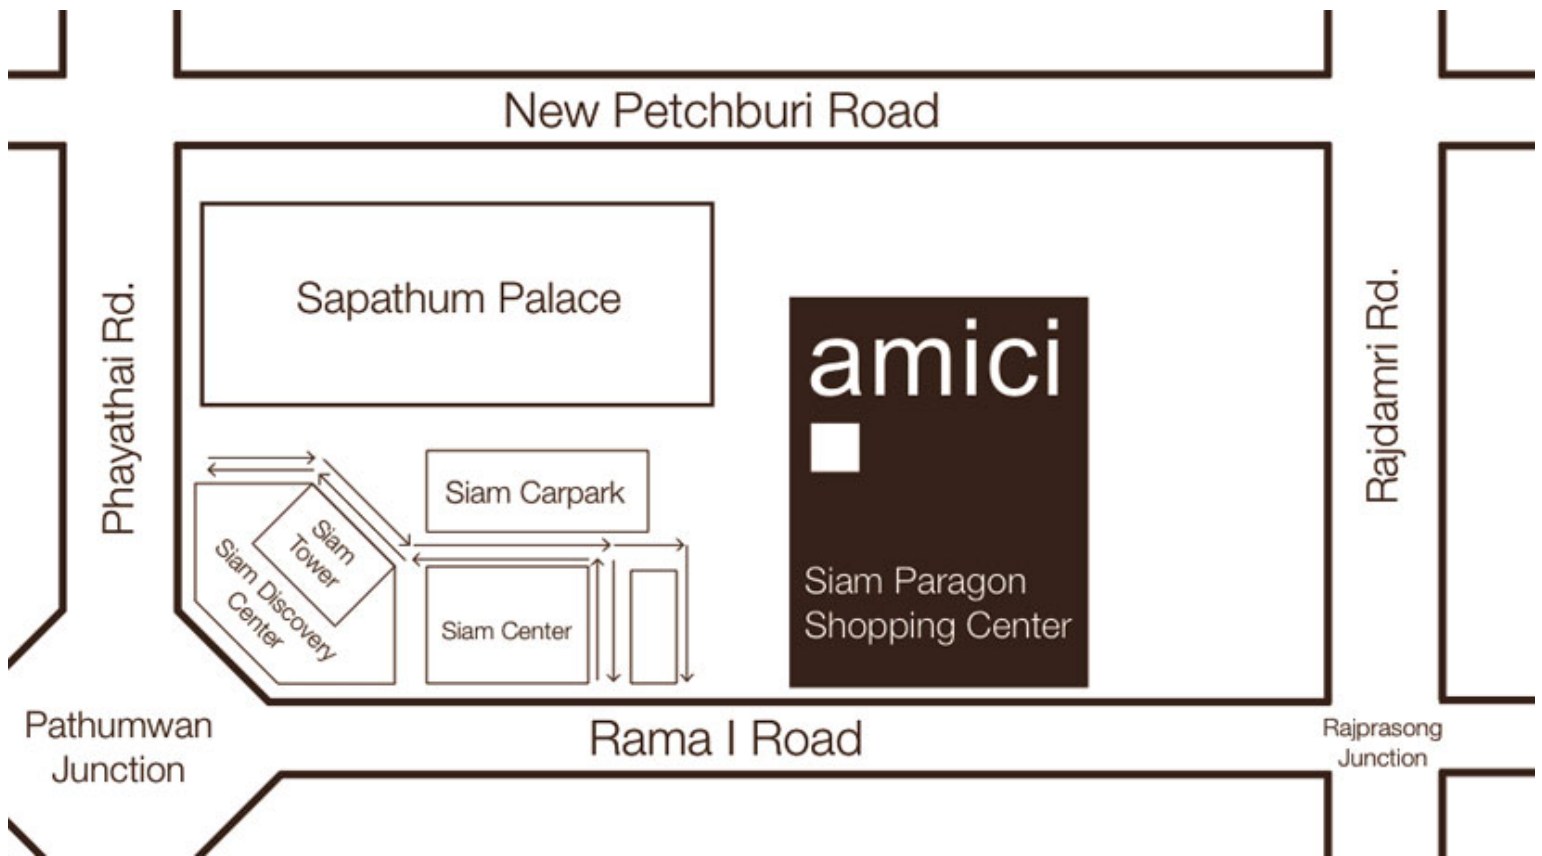 New Petchburi Road
Sapathum Palace
Phayathai Rd.
amici
Rajdamri Rd.
Siam Carpark
Siam
Tower
Siam Discovery
Center
Siam Center
Siam Paragon
Shopping Center
Pathumwan
Junction
Rama I Road
Rajprasong
Junction